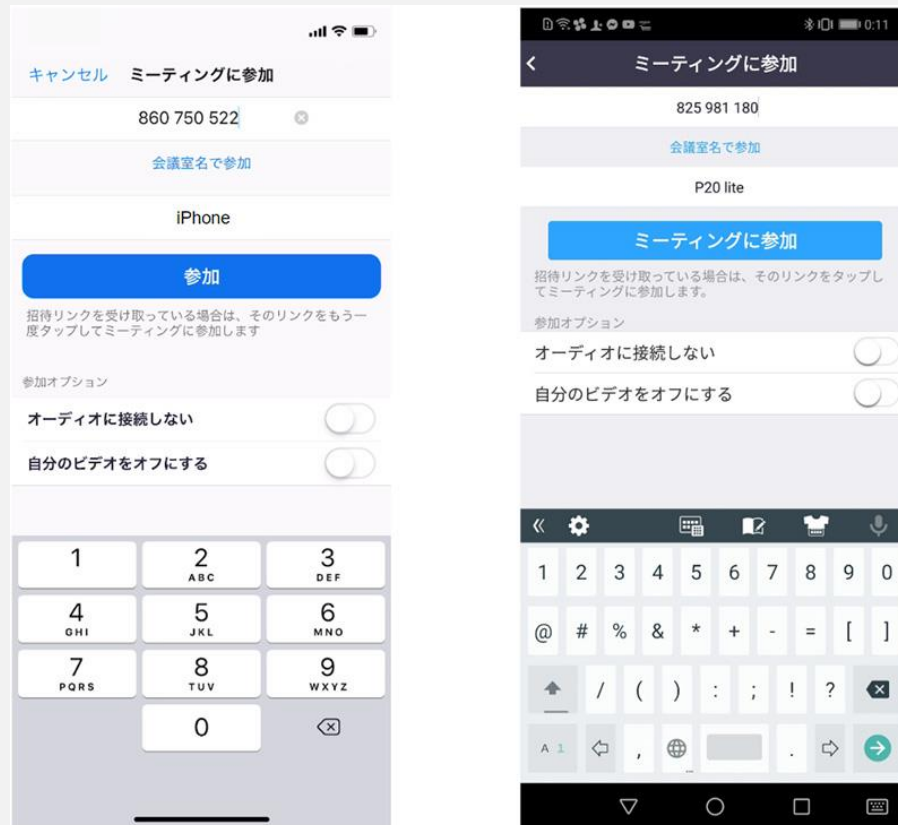 キャンセル ミーティングに参加
860 750 522
会議室名で参加
iPhone
参加
招待リンクを受け取っている場合は、そのリンクをもう一
度タップしてミーティングに参加します
参加オプション
オーディオに接続しない
自分のビデオをオフにする
1 2 3
ABC DEF
4 5 6
GHI JKL MNO
7 8 9
PQRS TUV WXYZ
0
0:11
ミーティングに参加
825 981 180
会議室名で参加
P20 lite
ミーティングに参加
招待リンクを受け取っている場合は、そのリンクをタップし
てミーティングに参加します。
参加オプション
オーディオに接続しない
自分のビデオをオフにする
1 2 3 4 5 6 7 8 9 0
@ # % & * + - = [ ]
/ ( ) : ; ! ?
A 1 , .